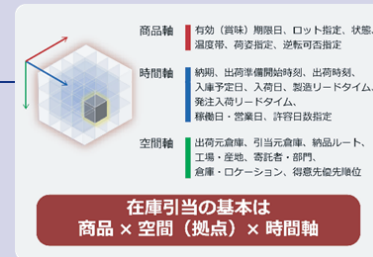 商品軸
有効（賞味）期限日、ロット指定、状態、
温度帯、荷姿指定、逆転可否指定
時間軸
納期、出荷準備開始時刻、出荷時刻、
入庫予定日、入荷日、製造リードタイム、
発注入荷リードタイム、
稼働日・営業日、許容日数指定
空間軸
出荷元倉庫、引当元倉庫、納品ルート、
工場・産地、寄託者・部門、
倉庫・ロケーション、得意先優先順位
在庫引当の基本は
商品 × 空間（拠点）× 時間軸